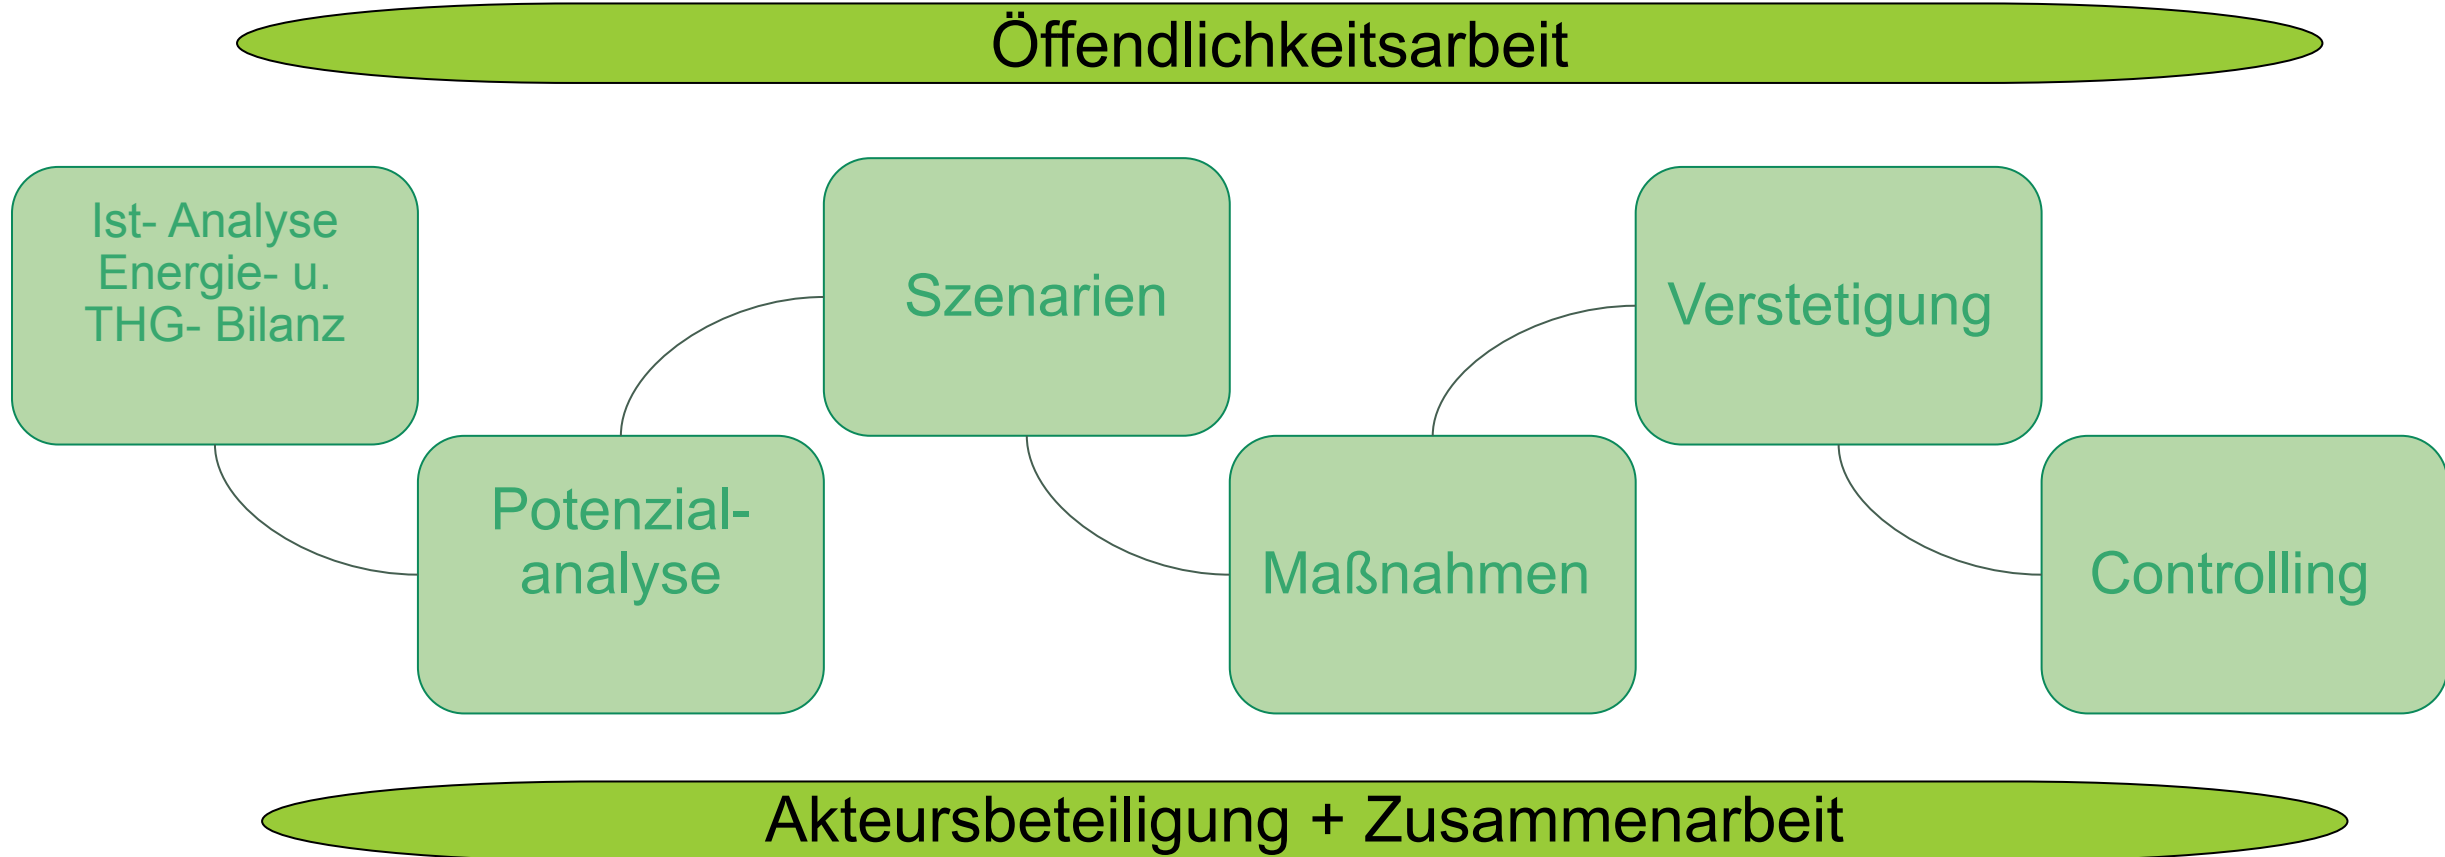 Öffendlichkeitsarbeit
Ist- Analyse
Energie- u.
THG- Bilanz
Potenzial-
analyse
Szenarien
Maßnahmen
Verstetigung
Controlling
Akteursbeteiligung + Zusammenarbeit